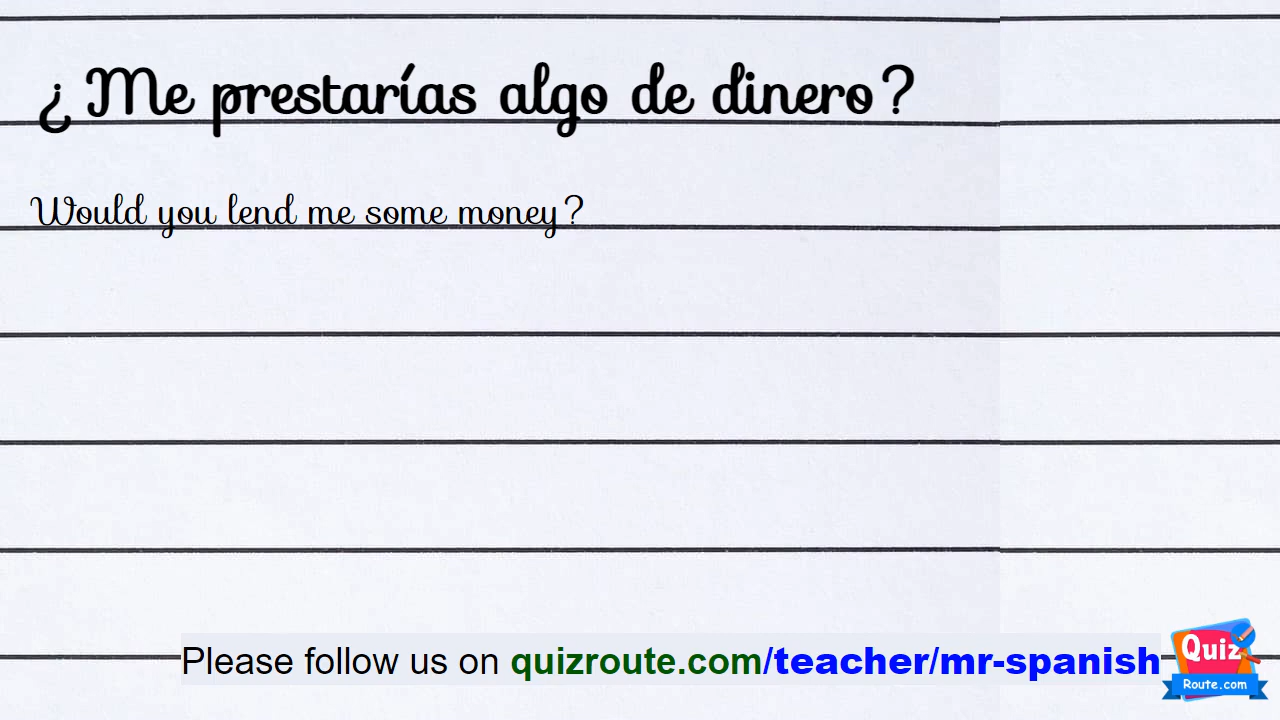 ¿Me prestarías algo de dinero?
Would you lend me some money?
Please follow us on quizroute.com/teacher/mr-spanish
Quiz
Route.com